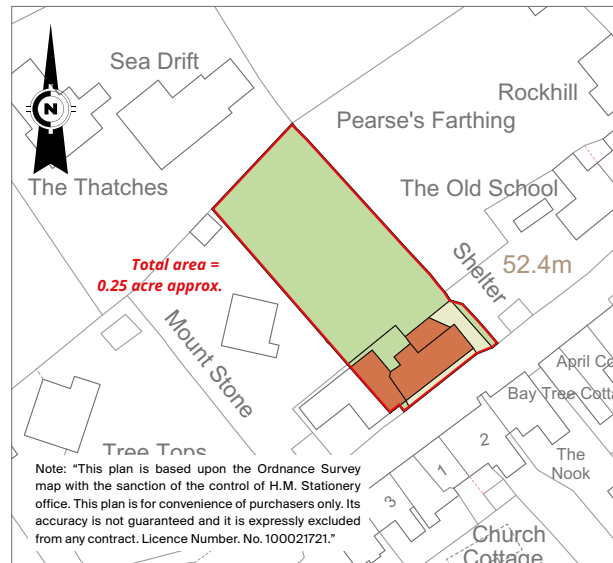 Sea Drift
Rockhill
N
Pearse's Farthing
The Thatches
The Old School
Shelter
52.4m
Total area =
0.25 acre approx.
Mount Stone
April Co
Bay Tree Cotta
2
The
Nook
1
3
Tree Tops
Note: “This plan is based upon the Ordnance Survey
map with the sanction of the control of H.M. Stationery
office. This plan is for convenience of purchasers only. Its
accuracy is not guaranteed and it is expressly excluded
from any contract. Licence Number. No. 100021721.”
Church
Cottage